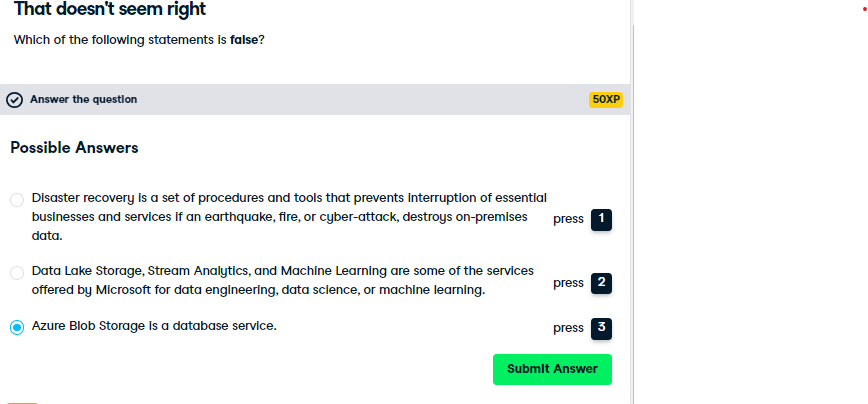 That doesn't seem right
Which of the following statements is false?
Answer the question
50XP
Possible Answers
Disaster recovery is a set of procedures and tools that prevents interruption of essential
businesses and services if an earthquake, fire, or cyber-attack, destroys on-premises
data.
press 1
Data Lake Storage, Stream Analytics, and Machine Learning are some of the services
offered by Microsoft for data engineering, data science, or machine learning.
press 2
Azure Blob Storage is a database service.
press 3
Submit Answer